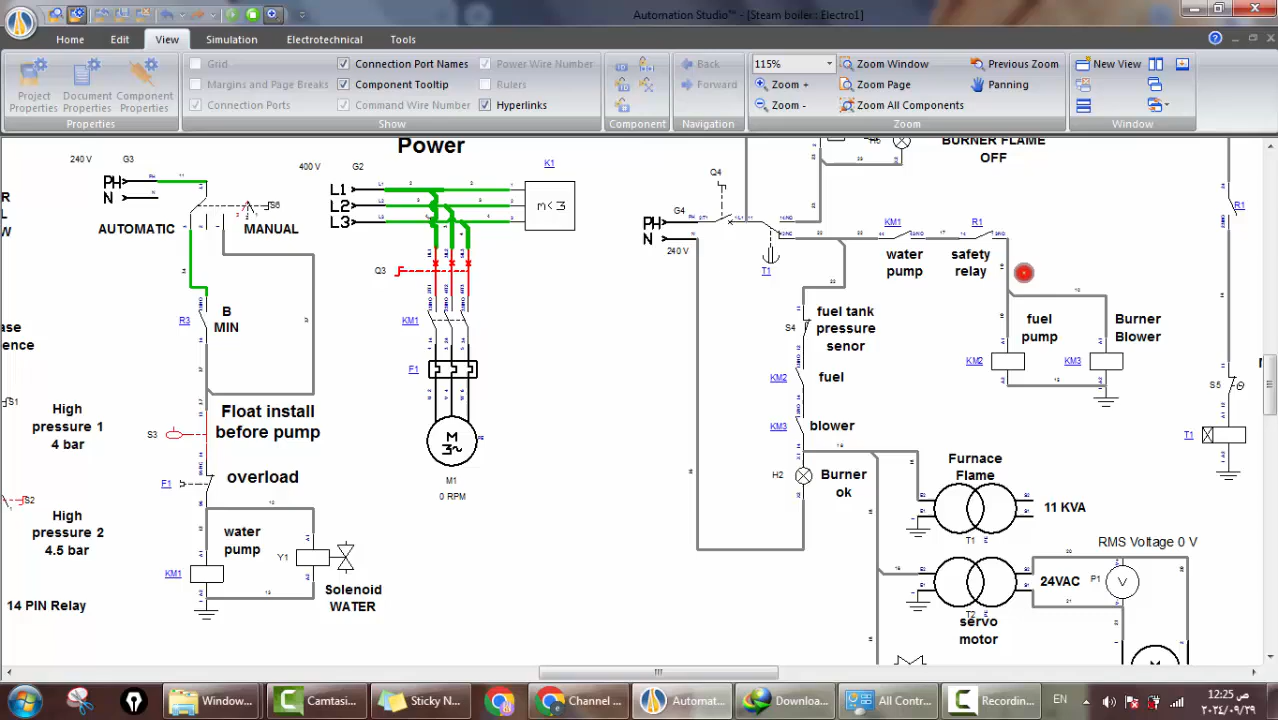 Automation Studio™ - [Steam boiler:: Electro1]
Home
Edit
View
Simulation
Electrotechnical
Tools
Project Properties
Document Properties
Component Properties
Properties
Grid
Margins and Page Breaks
Connection Ports
Connection Port Names
Component Tooltip
Command Wire Number
Power Wire Number
Rulers
Hyperlinks
Show
Component
Back
Forward
Navigation
115%
Zoom +
Zoom -
Zoom Window
Zoom Page
Zoom All Components
Previous Zoom
Panning
Zoom
New View
Window
240 V
G3
PH
N
AUTOMATIC
MANUAL
S6
B
MIN
R3
Float install
before pump
S3
overload
F1
water
pump
KM1
Y1
Solenoid
WATER
S1
High
pressure 1
4 bar
S2
High
pressure 2
4.5 bar
14 PIN Relay
Power
400 V
G2
K1
L1
L2
L3
m<3
Q3
KM1
F1
M
3~
M1
0 RPM
BURNER FLAME
OFF
Q4
PH
G4
N
240 V
T1
KM1
R1
water
pump
safety
relay
fuel tank
pressure
senor
S4
KM2
fuel
KM3
blower
H2
Burner
ok
fuel
pump
Burner
Blower
KM2
KM3
R1
S5
T1
Furnace
Flame
11 KVA
T1
RMS Voltage 0 V
24VAC
P1
V
T2
servo
motor
M
Window...
Camtasi...
Sticky N...
Channel ...
Automat...
Downloa...
All Contr...
Recordin...
EN
12:25 ص
٢٠٢٤/٠٩/٢٩